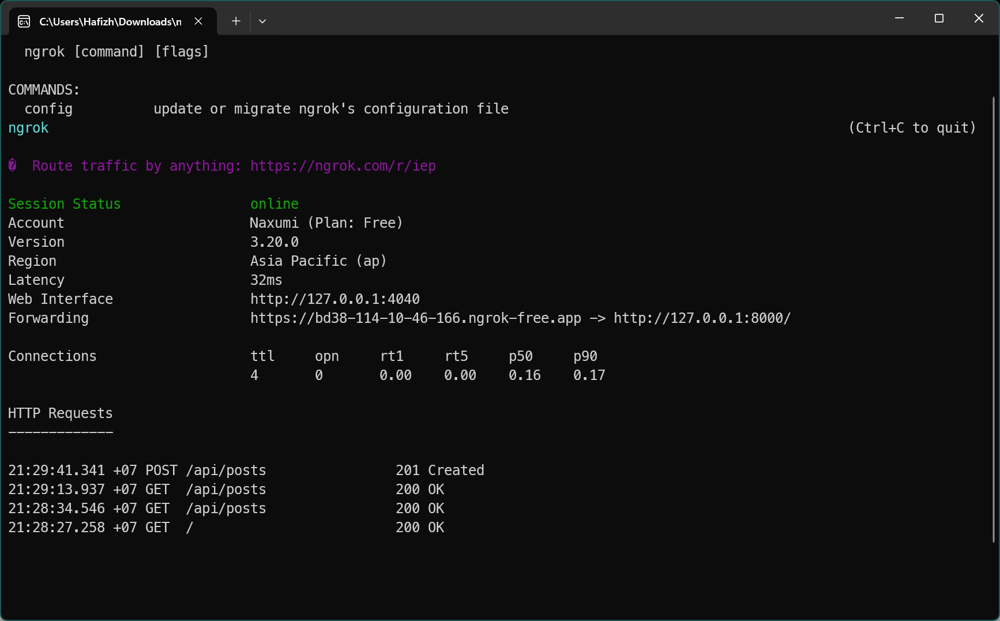 C:\Users\Hafizh\Downloads\n
ngrok [command] [flags]
COMMANDS:
config update or migrate ngrok's configuration file
ngrok (Ctrl+C to quit)
� Route traffic by anything: https://ngrok.com/r/iep
Session Status online
Account Naxumi (Plan: Free)
Version 3.20.0
Region Asia Pacific (ap)
Latency 32ms
Web Interface http://127.0.0.1:4040
Forwarding https://bd38-114-10-46-166.ngrok-free.app -> http://127.0.0.1:8000/
Connections ttl opn rt1 rt5 p50 p90
4 0 0.00 0.00 0.16 0.17
HTTP Requests
-------------
21:29:41.341 +07 POST /api/posts 201 Created
21:29:13.937 +07 GET /api/posts 200 OK
21:28:34.546 +07 GET /api/posts 200 OK
21:28:27.258 +07 GET / 200 OK